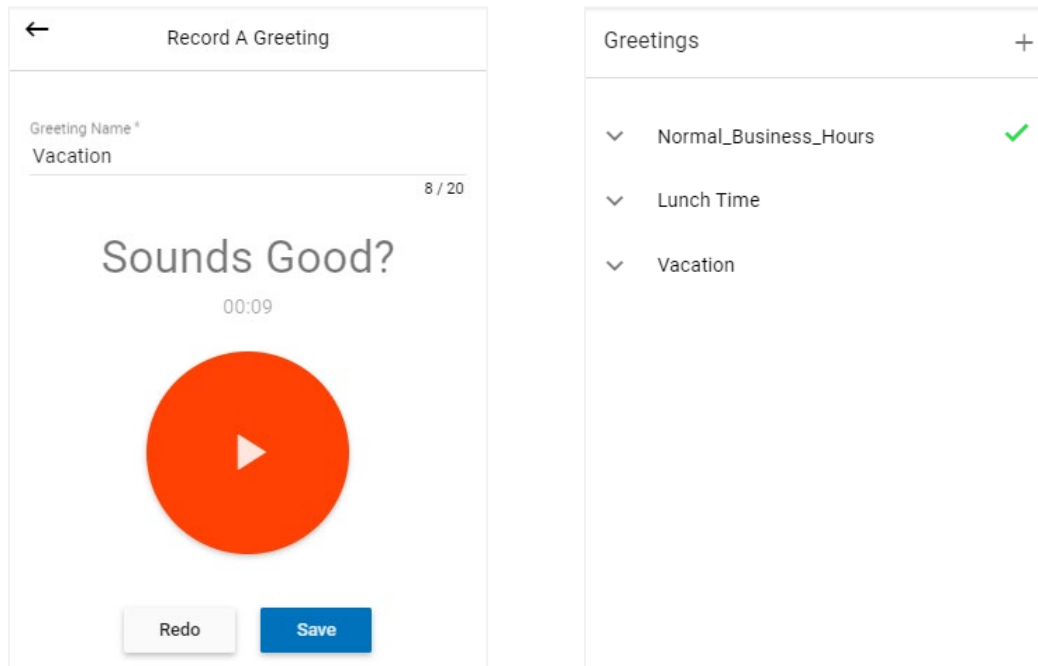 Record A Greeting
Greeting Name *
Vacation
8 / 20
Sounds Good?
00:09
Redo
Save
Greetings
Normal_Business_Hours
Lunch Time
Vacation